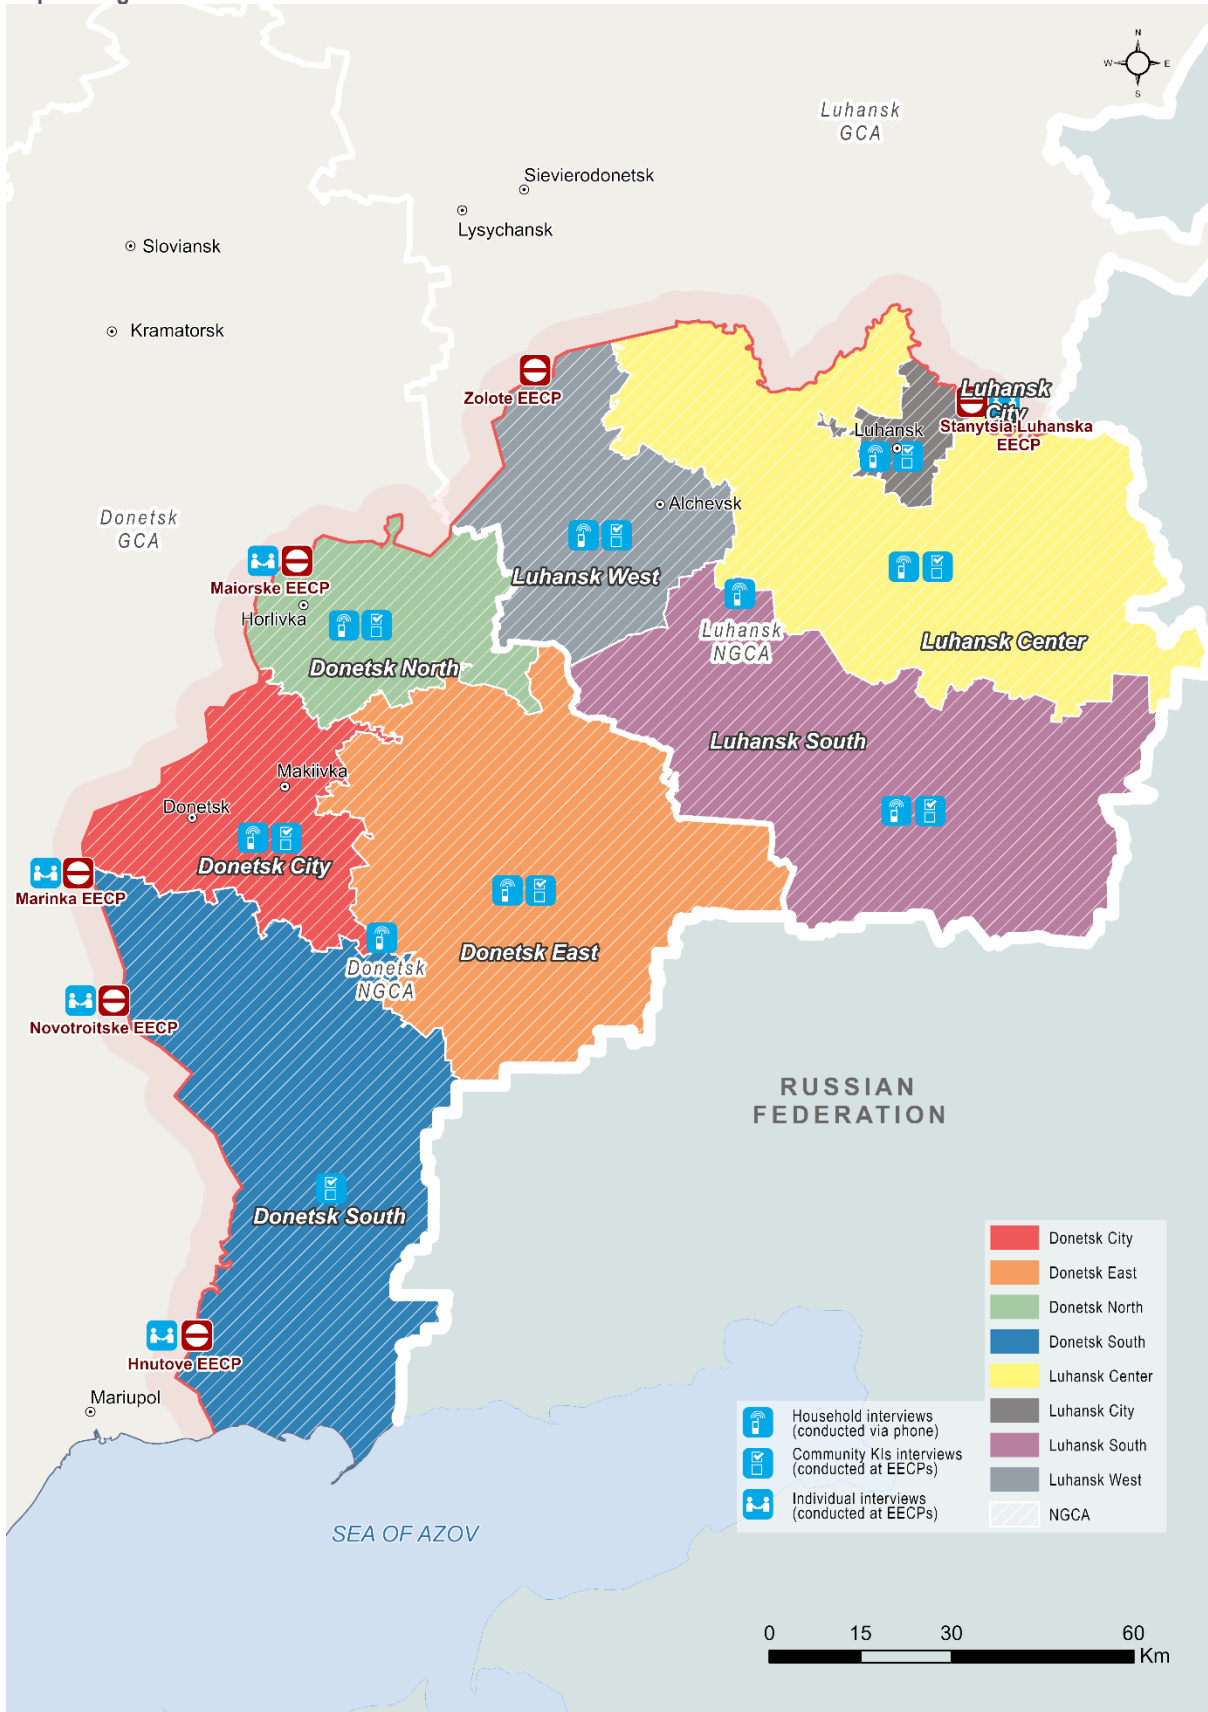 N
W E
S
Luhansk
GCA
Sievierodonetsk
Lysychansk
Sloviansk
Kramatorsk
Zolote EECP
Luhansk
City
Stanytsia Luhanska
EECP
Luhansk
Alchevsk
Donetsk
GCA
Maiorske EECP
Horlivka
Luhansk West
Luhansk
NGCA
Luhansk Center
Donetsk North
Luhansk South
Makiivka
Donetsk
Donetsk City
Marinka EECP
Donetsk East
Donetsk
NGCA
Novotroitske EECP
RUSSIAN
FEDERATION
Donetsk South
Hnutove EECP
Mariupol
SEA OF AZOV
Donetsk City
Donetsk East
Donetsk North
Donetsk South
Luhansk Center
Luhansk City
Luhansk South
Luhansk West
NGCA
Household interviews
(conducted via phone)
Community KIs interviews
(conducted at EECPs)
Individual interviews
(conducted at EECPs)
0 15 30 60
Km